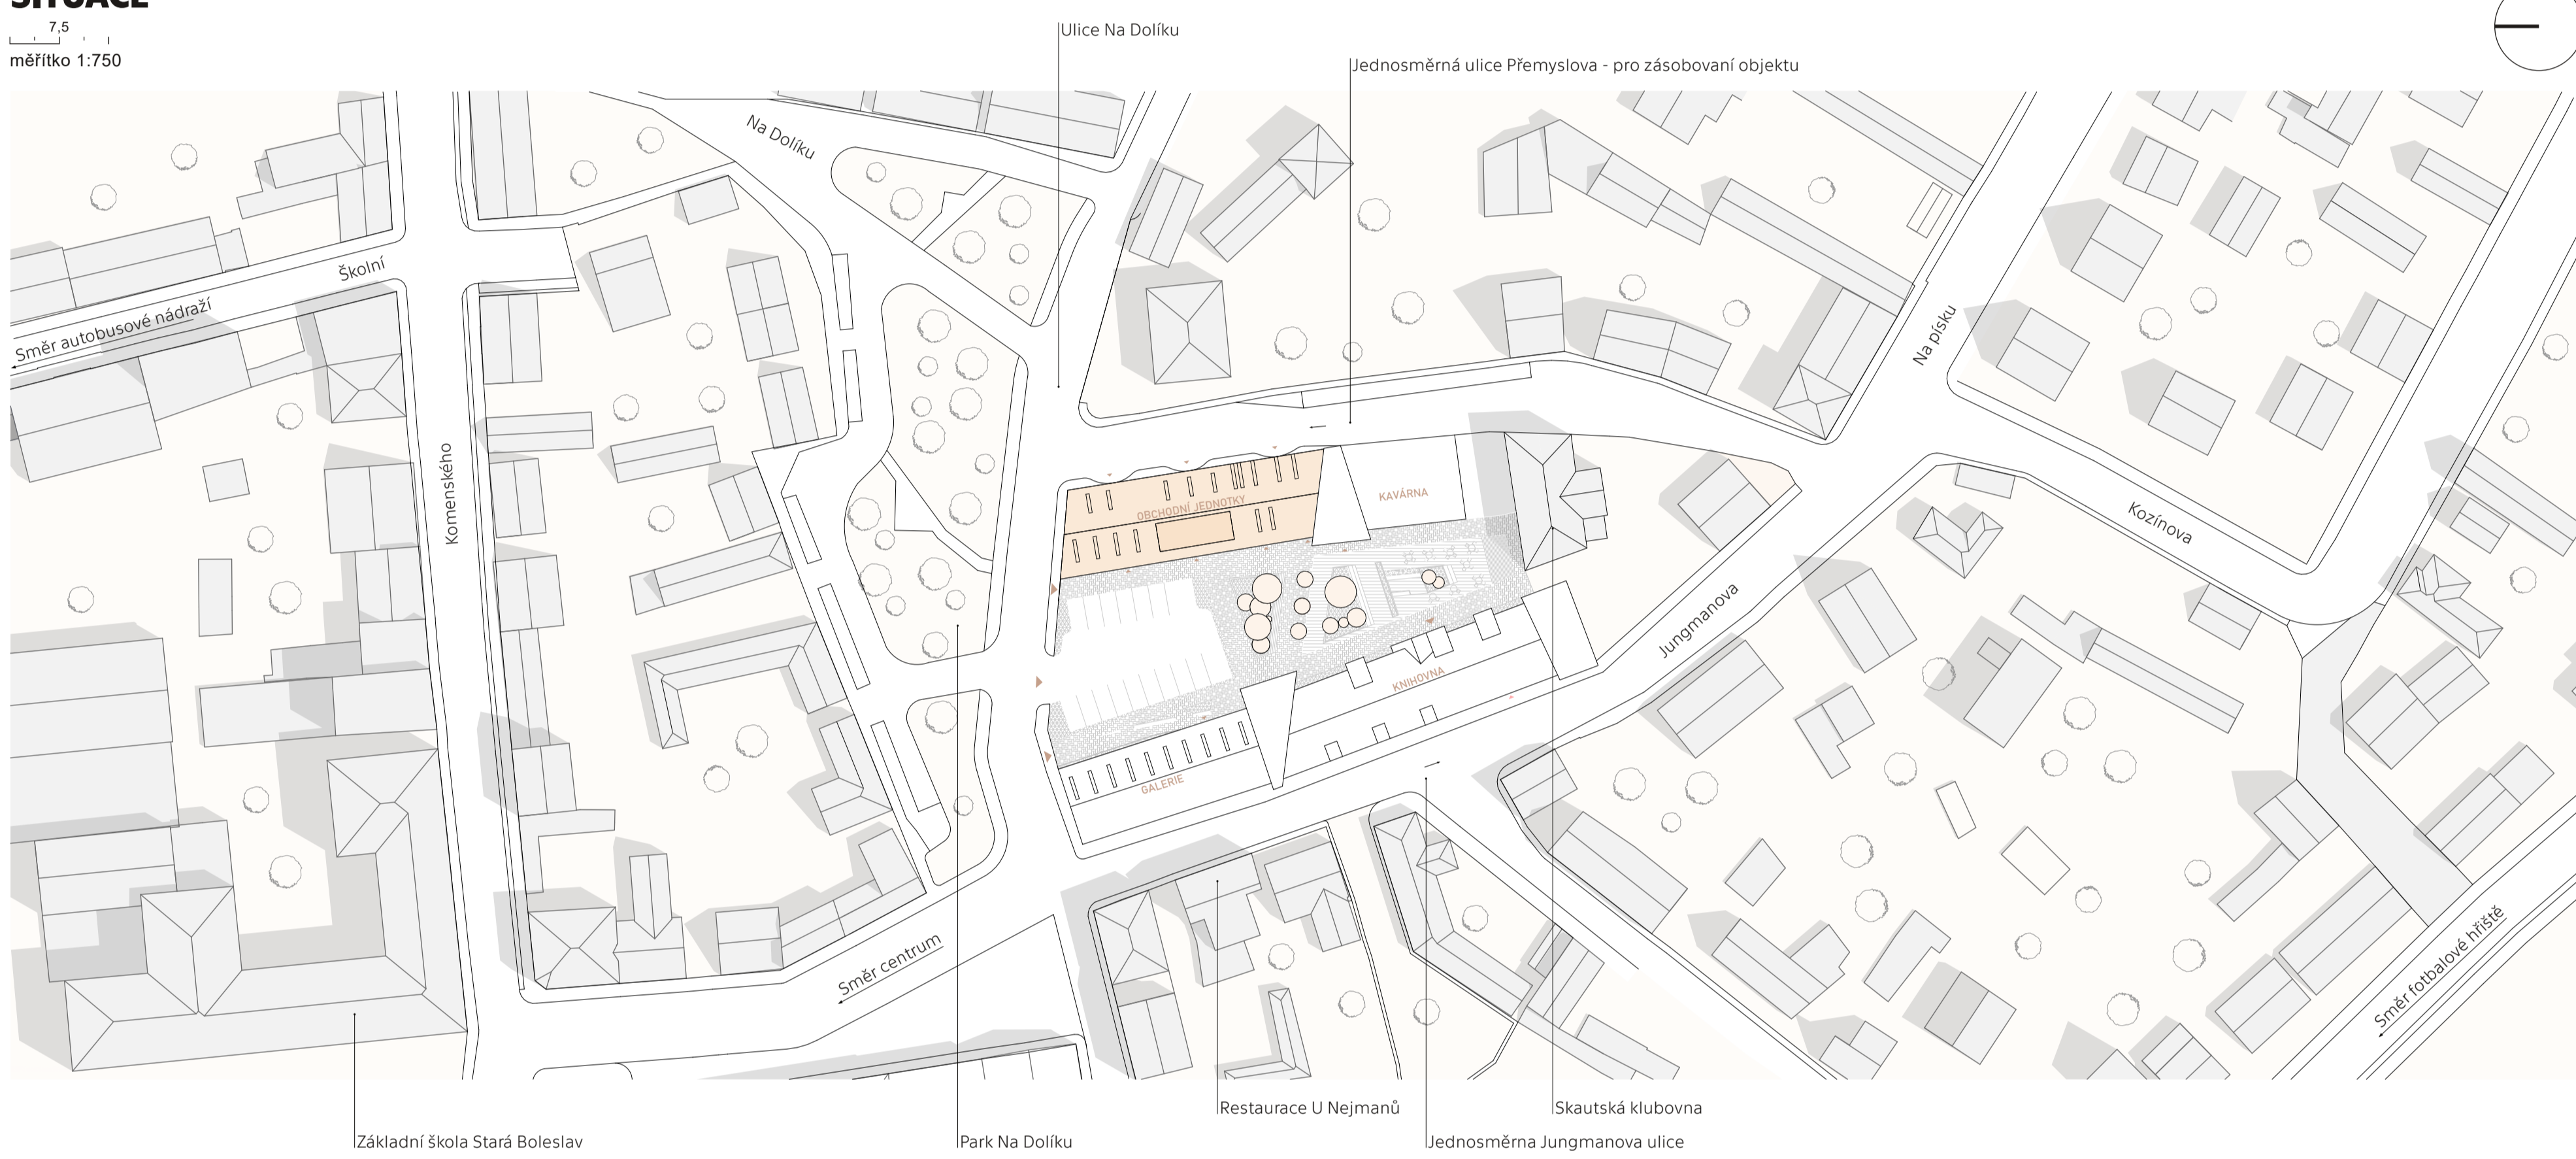 SITUACE
7,5
měřítko 1:750
Ulice Na Dolíku
Jednosměrná ulice Přemyslova - pro zásobovaní objektu
Na Dolíku
Školní
Směr autobusové nádraží
Na písku
Komenského
OBCHODNÍ JEDNOTKY
KAVÁRNA
Kozínova
Jungmanova
KNIHOVNA
GALERIE
Směr centrum
Směr fotbalové hřiště
Restaurace U Nejmanů
Skautská klubovna
Základní škola Stará Boleslav
Park Na Dolíku
Jednosměrna Jungmanova ulice